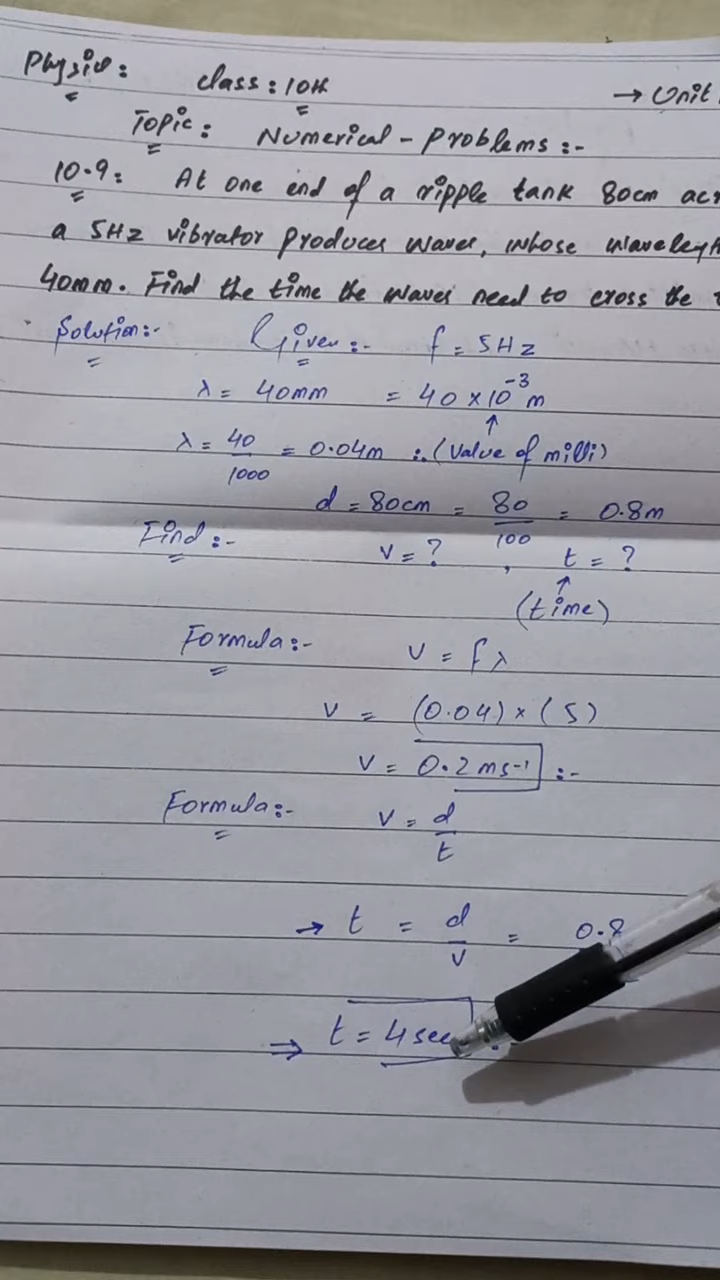 Physics: class: 10th → Unit
Topic: Numerical - Problems :-
10.9: At one end of a ripple tank 80cm
a 5Hz vibrator produces waves, whose
40mm. Find the time the waves need to cross the
Solution:- Given:- f = 5Hz
λ = 40mm = 40 × 10⁻³ m
↑
λ = 40/1000 = 0.04m ∴ (Value of milli)
d = 80cm = 80/100 = 0.8m
Find :- v = ? , t = ?
↑
(time)
Formula:- v = fλ
v = (0.04) × (5)
v = 0.2 ms⁻¹ :-
Formula:- v = d/t
→ t = d/v = 0.8
⇒ t = 4 sec